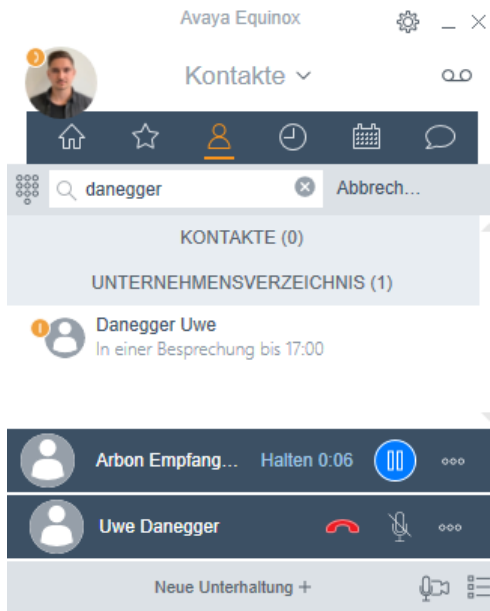 Avaya Equinox
Kontakte
danegger Abbrech...
KONTAKTE (0)
UNTERNEHMENSVERZEICHNIS (1)
Danegger Uwe
In einer Besprechung bis 17:00
Arbon Empfang... Halten 0:06
Uwe Danegger
Neue Unterhaltung +